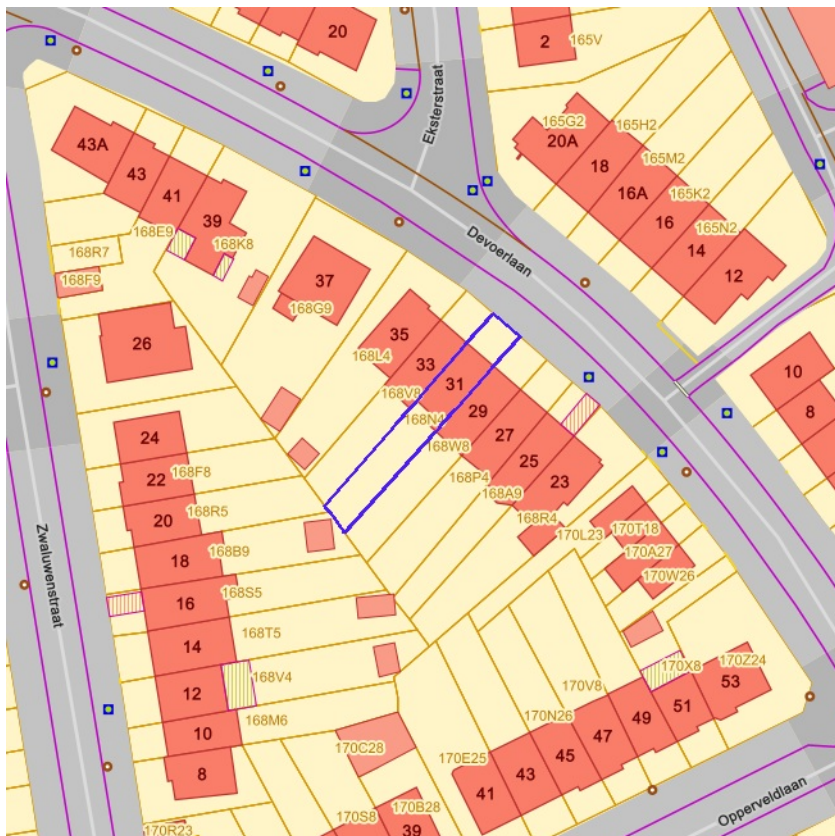 20
2
165V
Eksterstraat
165G2
20A
165H2
18
165M2
16A
165K2
16
165N2
14
12
43A
43
41
39
168E9
168K8
168R7
168F9
Devoerlaan
37
168G9
26
35
168L4
33
168V8
31
168N4
29
168W8
27
168P4
25
168A9
23
168R4
10
8
24
22
168F8
20
168R5
18
168B9
16
168S5
14
168T5
12
168V4
10
168M6
8
Zwaluwenstraat
170L23
170T18
170A27
170W26
170Z24
170X8
53
51
170V8
49
47
170N26
45
43
170E25
41
170C28
170B28
170S8
39
170R23
Opperveldlaan